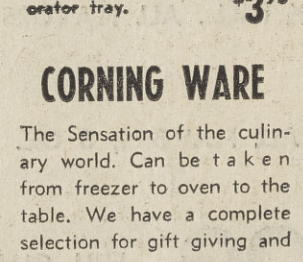 orator tray.
CORNING WARE
The Sensation of the culin-
ary world. Can be taken
from freezer to oven to the
table. We have a complete
selection for gift giving and